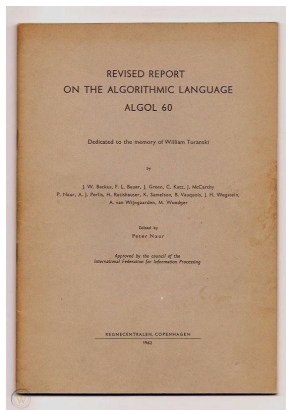 REVISED REPORT
ON THE ALGORITHMIC LANGUAGE
ALGOL 60
Dedicated to the memory of William Turanski
by
J. W. Backus, F. L. Bauer, J. Green, C. Katz, J. McCarthy
P. Naur, A. J. Perlis, H. Rutishauser, K. Samelson, B. Vauquois, J. H. Wegstein,
A. van Wijngaarden, M. Woodger
Edited by
Peter Naur
Approved by the council of the
International Federation for Information Processing
REGNECENTRALEN, COPENHAGEN
1962